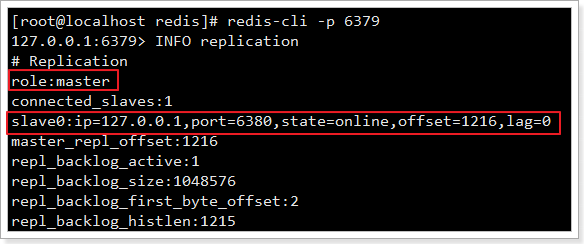 [root@localhost redis]# redis-cli -p 6379
127.0.0.1:6379> INFO replication
# Replication
role:master
connected_slaves:1
slave0:ip=127.0.0.1,port=6380,state=online,offset=1216,lag=0
master_repl_offset:1216
repl_backlog_active:1
repl_backlog_size:1048576
repl_backlog_first_byte_offset:2
repl_backlog_histlen:1215